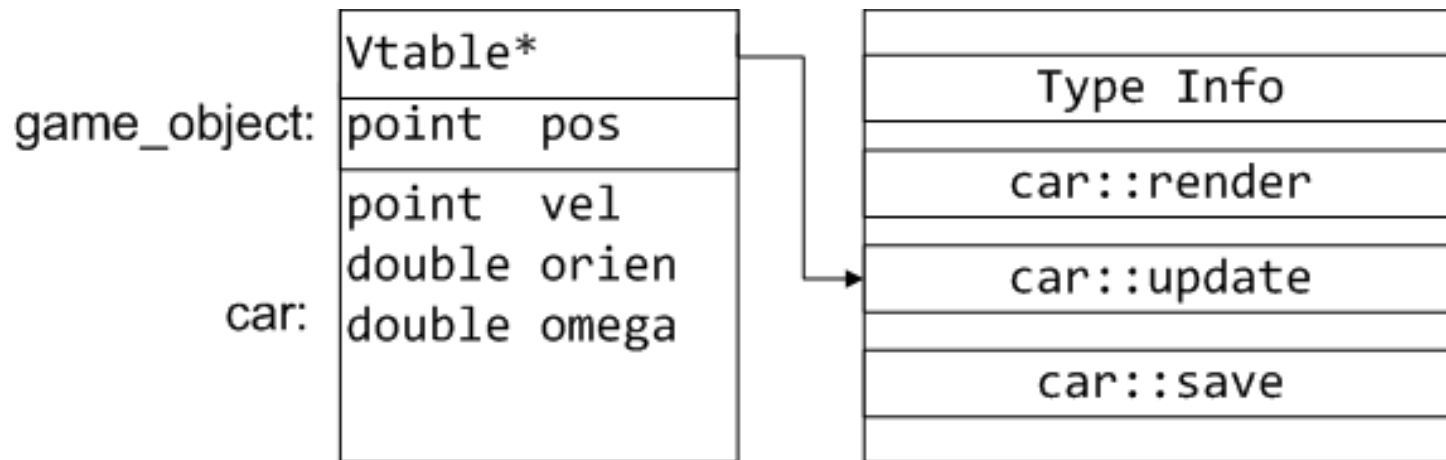 Vtable*
game_object: point pos
point vel
double orien
car: double omega
Type Info
car::render
car::update
car::save